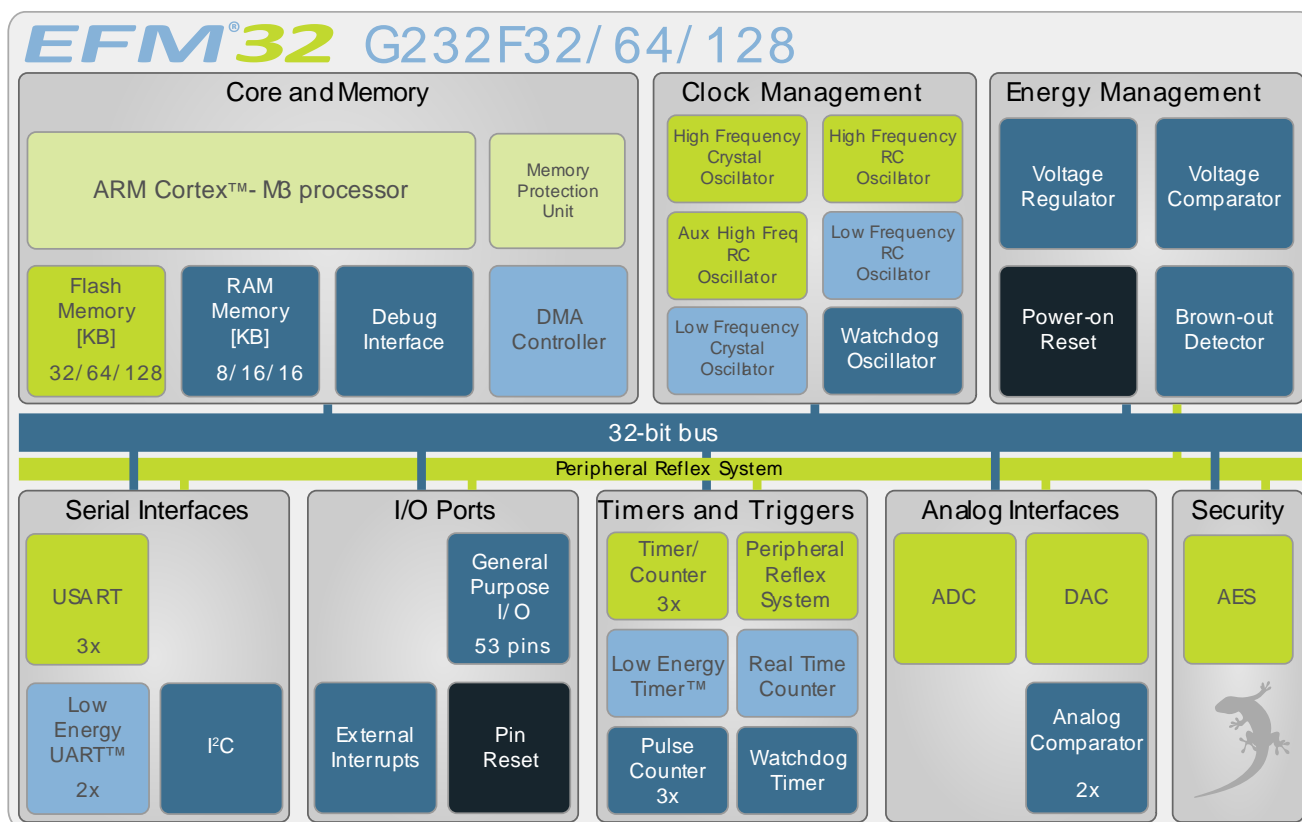 EFM®32 G232F32/64/128
Core and Memory
ARM Cortex™-M3 processor
Memory
Protection
Unit
Flash
Memory
[KB]
32/64/128
RAM
Memory
[KB]
8/16/16
Debug
Interface
DMA
Controller
Clock Management
High Frequency
Crystal
Oscillator
High Frequency
RC
Oscillator
Aux High Freq
RC
Oscillator
Low Frequency
RC
Oscillator
Low Frequency
Crystal
Oscillator
Watchdog
Oscillator
Energy Management
Voltage
Regulator
Voltage
Comparator
Power-on
Reset
Brown-out
Detector
32-bit bus
Peripheral Reflex System
Serial Interfaces
USART
3x
Low
Energy
UART™
2x
I²C
I/O Ports
General
Purpose
I/O
53 pins
External
Interrupts
Pin
Reset
Timers and Triggers
Timer/
Counter
3x
Peripheral
Reflex
System
Low Energy
Timer™
Real Time
Counter
Pulse
Counter
3x
Watchdog
Timer
Analog Interfaces
ADC
DAC
Analog
Comparator
2x
Security
AES